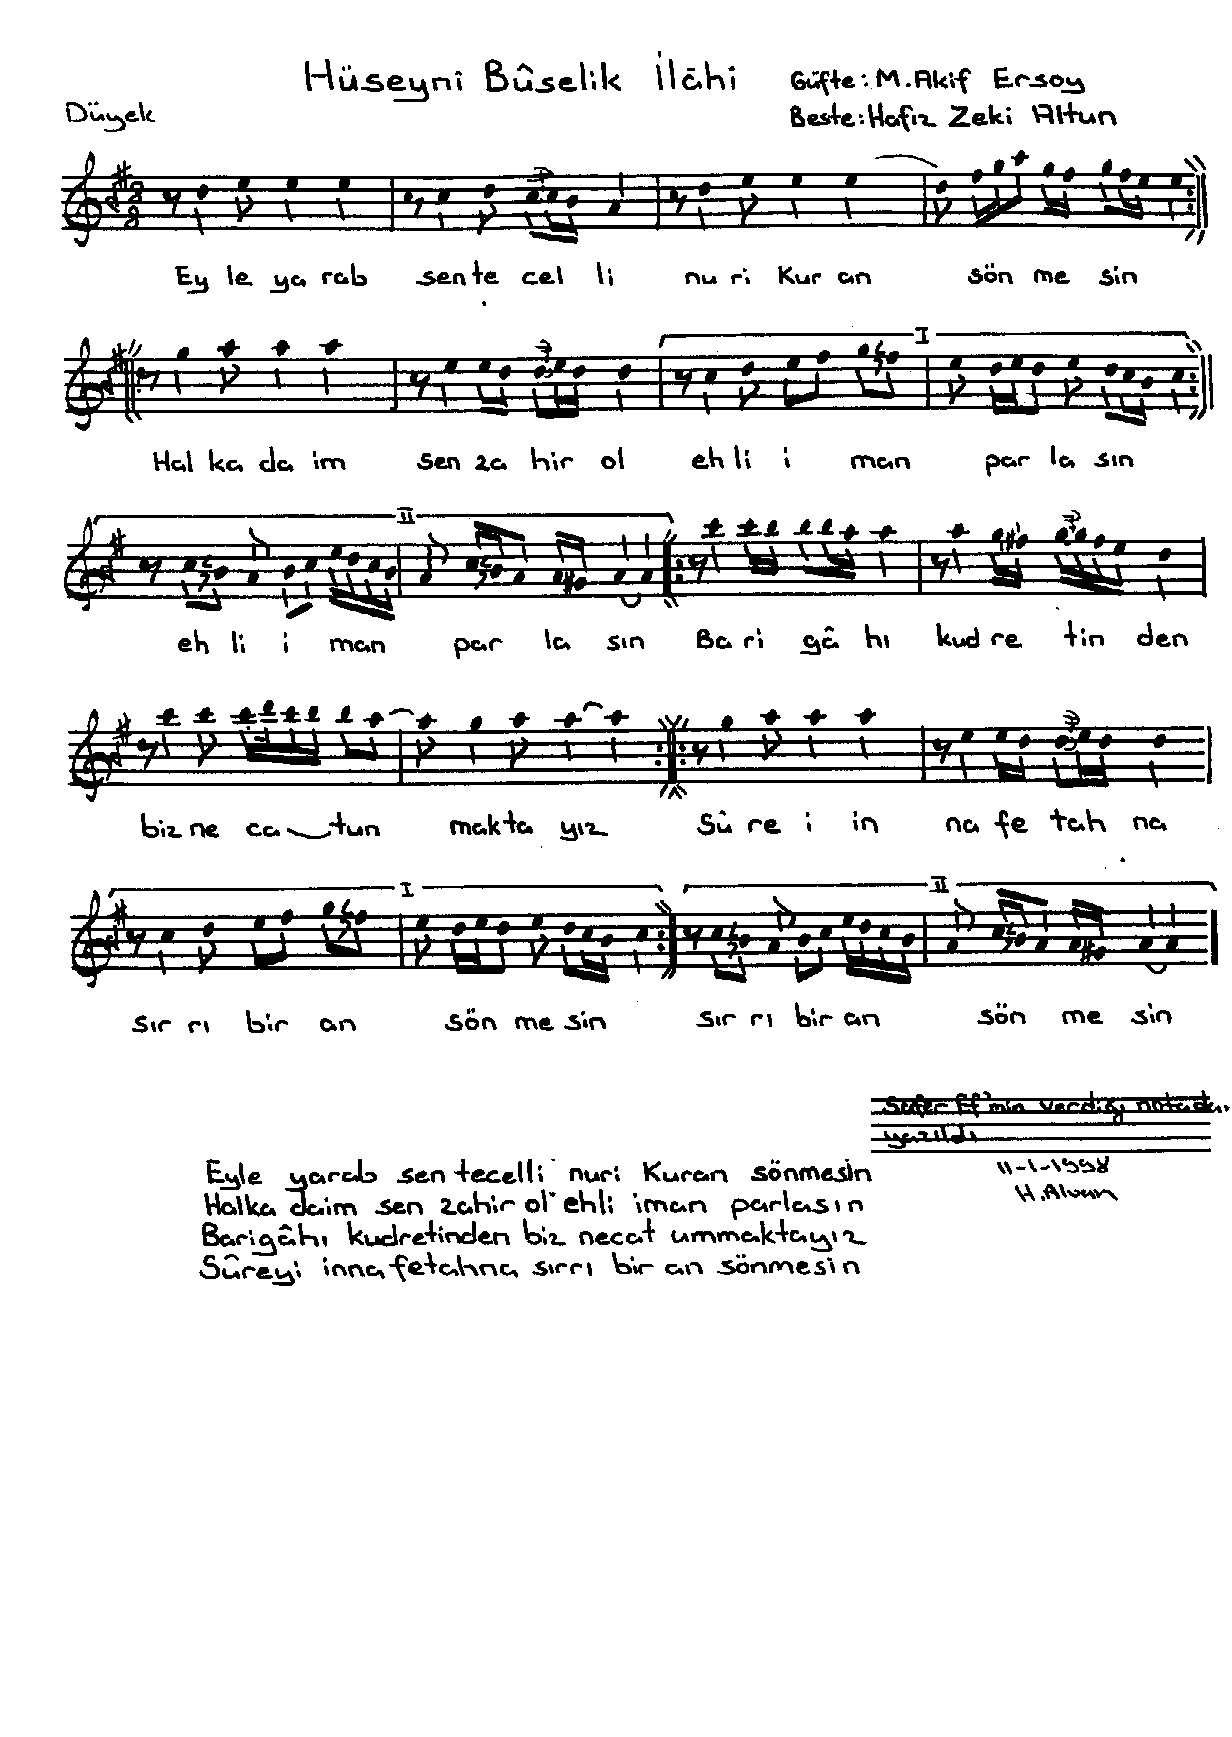 Hüseynî Bûselik İlâhi
Güfte: M. Akif Ersoy
Düyek
Beste: Hafız Zeki Altun
8
8
Ey le ya rab sen te cel li nu ri Kur an sön me sin
I
Hal ka da im sen za hir ol eh li i man par la sın
II
eh li i man par la sın Ba ri gâ hı kud re tin den
biz ne ca tun mak ta yız Sû re i in na fe tah na
I II
sır rı bir an sön me sin sır rı bir an sön me sin
Safer Ef'nin verdiği notadan
yazıldı
Eyle yarab sen tecelli nuri Kuran sönmesin
11-1-1998
Halka daim sen zahir ol ehli iman parlasın
H. Alvan
Barigâhı kudretinden biz necat ummaktayız
Sûreyi inna fetahna sırrı bir an sönmesin